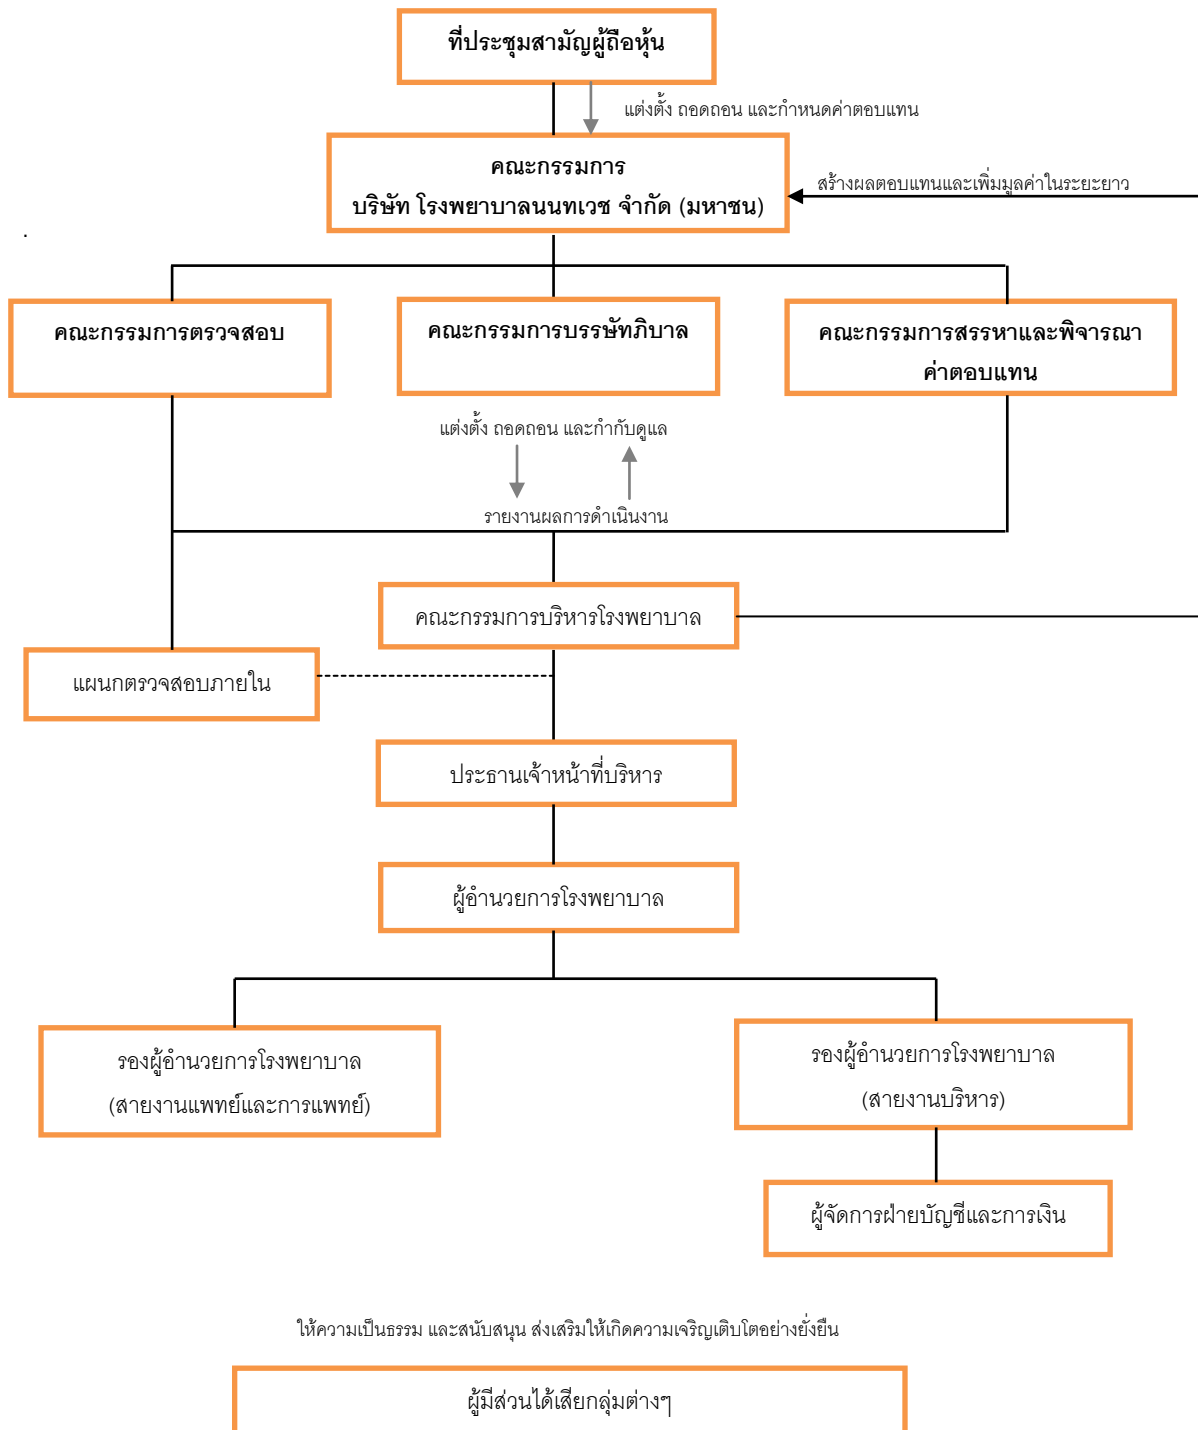 ที่ประชุมสามัญผู้ถือหุ้น
แต่งตั้ง ถอดถอน และกำหนดค่าตอบแทน
คณะกรรมการ
บริษัท โรงพยาบาลนนทเวช จำกัด (มหาชน)
สร้างผลตอบแทนและเพิ่มมูลค่าในระยะยาว
.
คณะกรรมการตรวจสอบ
คณะกรรมการบรรษัทภิบาล
คณะกรรมการสรรหาและพิจารณา
ค่าตอบแทน
แต่งตั้ง ถอดถอน และกำกับดูแล
รายงานผลการดำเนินงาน
คณะกรรมการบริหารโรงพยาบาล
แผนกตรวจสอบภายใน
ประธานเจ้าหน้าที่บริหาร
ผู้อำนวยการโรงพยาบาล
รองผู้อำนวยการโรงพยาบาล
(สายงานแพทย์และการแพทย์)
รองผู้อำนวยการโรงพยาบาล
(สายงานบริหาร)
ผู้จัดการฝ่ายบัญชีและการเงิน
ให้ความเป็นธรรม และสนับสนุน ส่งเสริมให้เกิดความเจริญเติบโตอย่างยั่งยืน
ผู้มีส่วนได้เสียกลุ่มต่างๆ